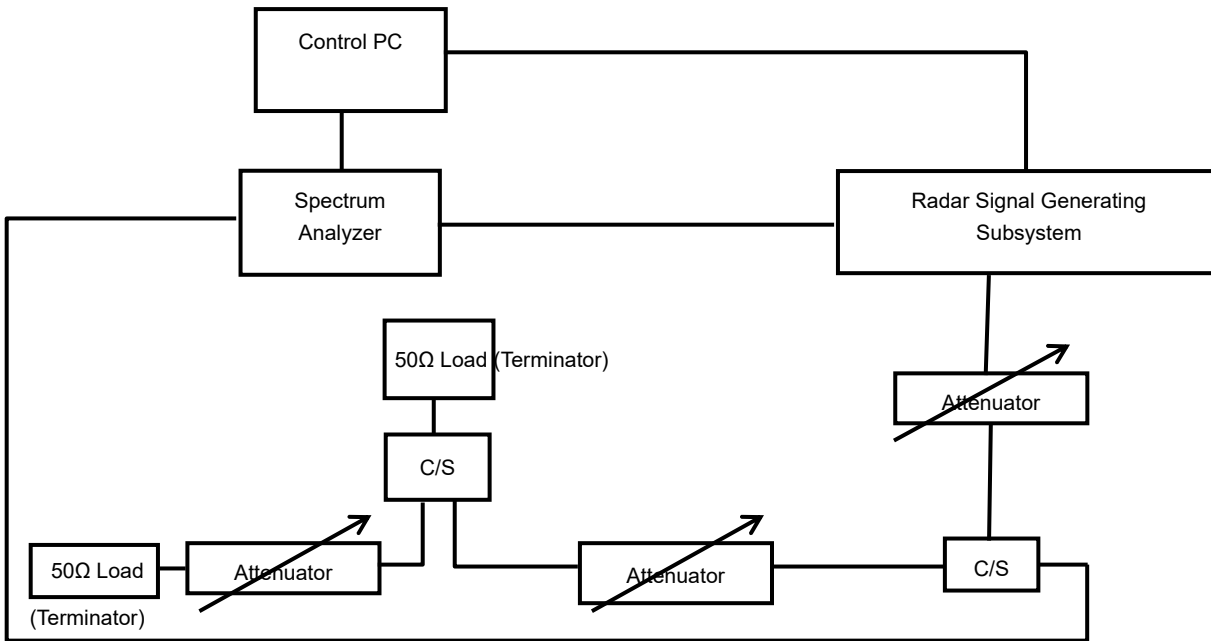 Control PC
Spectrum
Analyzer
Radar Signal Generating
Subsystem
50Ω Load (Terminator)
Attenuator
C/S
50Ω Load
(Terminator)
Attenuator
Attenuator
C/S